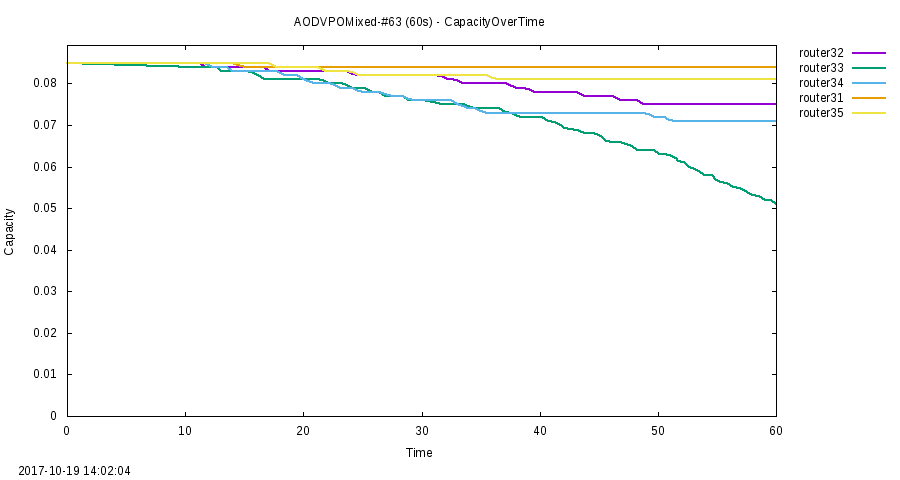 AODVPOMixed-#63 (60s) - CapacityOverTime
router32
router33
router34
router31
router35
0.08
0.07
0.06
0.05
0.04
0.03
0.02
0.01
0
Capacity
0 10 20 30 40 50 60
Time
2017-10-19 14:02:04